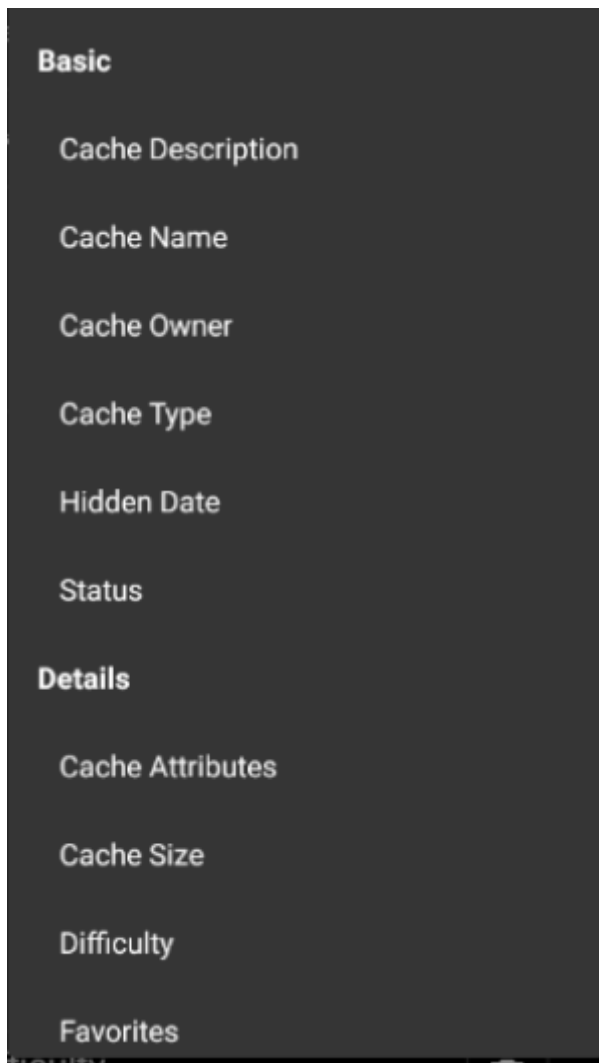 Basic
Cache Description
Cache Name
Cache Owner
Cache Type
Hidden Date
Status
Details
Cache Attributes
Cache Size
Difficulty
Favorites